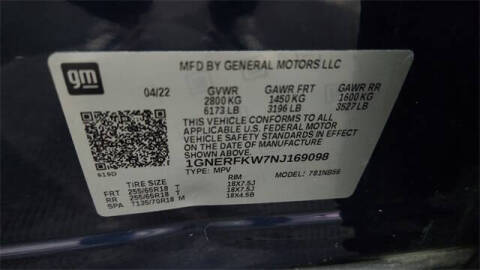 gm
MFD BY GENERAL MOTORS LLC
04/22 GVWR GAWR FRT GAWR RR
2800 KG 1450 KG 1600 KG
6173 LB 3196 LB 3527 LB
THIS VEHICLE CONFORMS TO ALL
APPLICABLE U.S. FEDERAL MOTOR
VEHICLE SAFETY STANDARDS IN EFFECT
ON THE DATE OF MANUFACTURE SHOWN ABOVE.
1GNERFKW7NJ169098
TYPE: MPV MODEL: 781NB56
619D
TIRE SIZE RIM
FRT 255/65R18 T 18X7.5J
RR 255/65R18 T 18X7.5J
SPA T135/70R18 M 18X4.5B